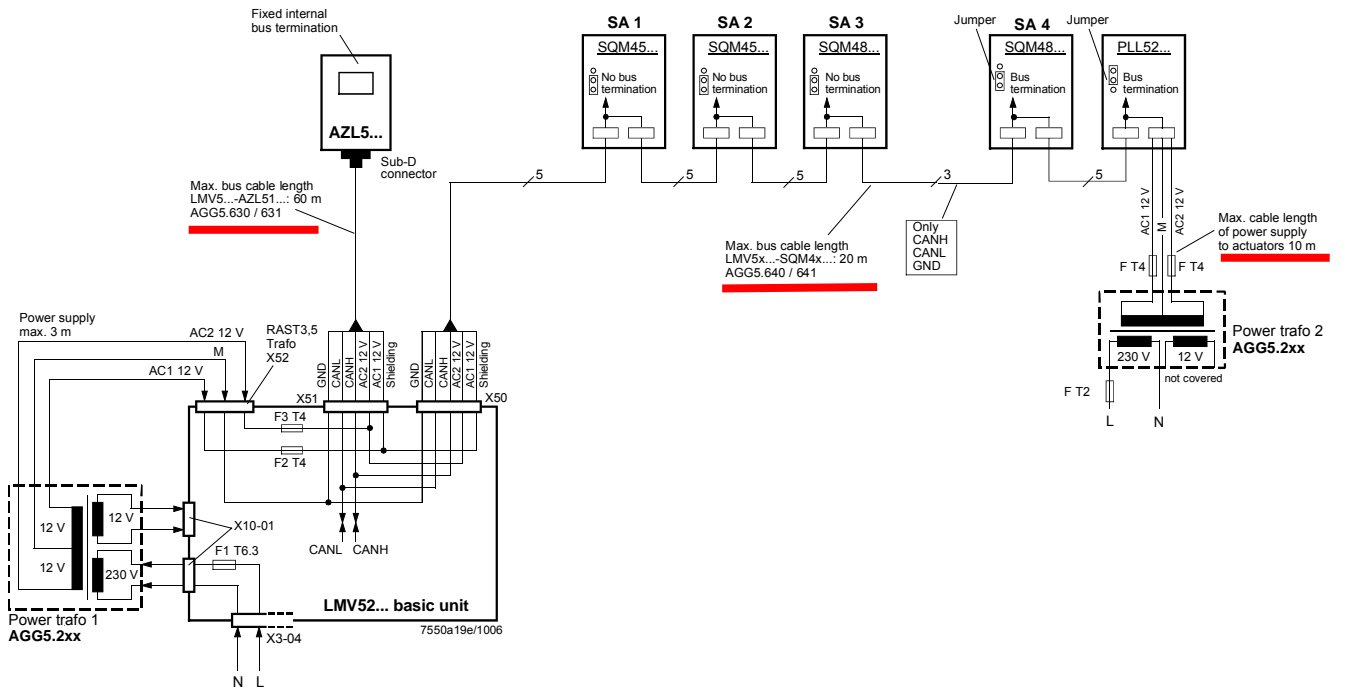 Fixed internal
bus termination
AZL5...
Sub-D
connector
SA 1
SQM45...
No bus
termination
SA 2
SQM45...
No bus
termination
SA 3
SQM48...
No bus
termination
Jumper
SA 4
SQM48...
Bus
termination
Jumper
PLL52...
Bus
termination
5
5
5
3
5
Max. bus cable length
LMV5...-AZL51...: 60 m
AGG5.630 / 631
Max. bus cable length
LMV5x...-SQM4x...: 20 m
AGG5.640 / 641
Only
CANH
CANL
GND
AC1 12 V
M
AC2 12 V
Max. cable length
of power supply
to actuators 10 m
F T4
F T4
Power trafo 2
AGG5.2xx
230 V
12 V
not covered
F T2
L
N
Power supply
max. 3 m
AC2 12 V
M
AC1 12 V
RAST3,5
Trafo
X52
GND
CANL
CANH
AC2 12 V
AC1 12 V
Shielding
GND
CANL
CANH
AC2 12 V
AC1 12 V
Shielding
X51
X50
F3 T4
F2 T4
12 V
12 V
12 V
230 V
X10-01
F1 T6.3
CANL
CANH
LMV52... basic unit
7550a19e/1006
Power trafo 1
AGG5.2xx
X3-04
N
L